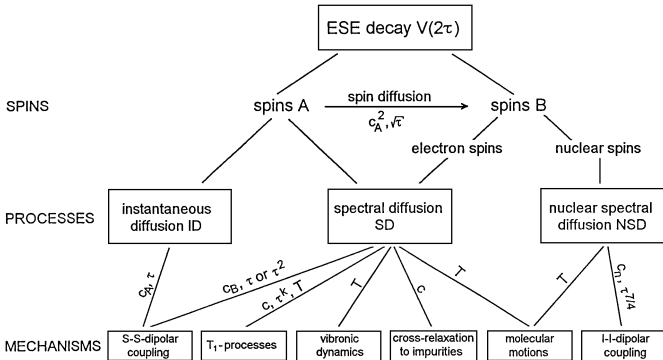 ESE decay V(2τ)
SPINS
spins A
spin diffusion
c_A^2, √τ
spins B
electron spins
nuclear spins
PROCESSES
instantaneous
diffusion ID
spectral diffusion
SD
nuclear spectral
diffusion NSD
c_A, τ
c_B, τ or τ^2
c, τ^k, T
T
c
T
T
c_n, τ^7/4
MECHANISMS
S-S-dipolar
coupling
T_1-processes
vibronic
dynamics
cross-relaxation
to impurities
molecular
motions
I-I-dipolar
coupling